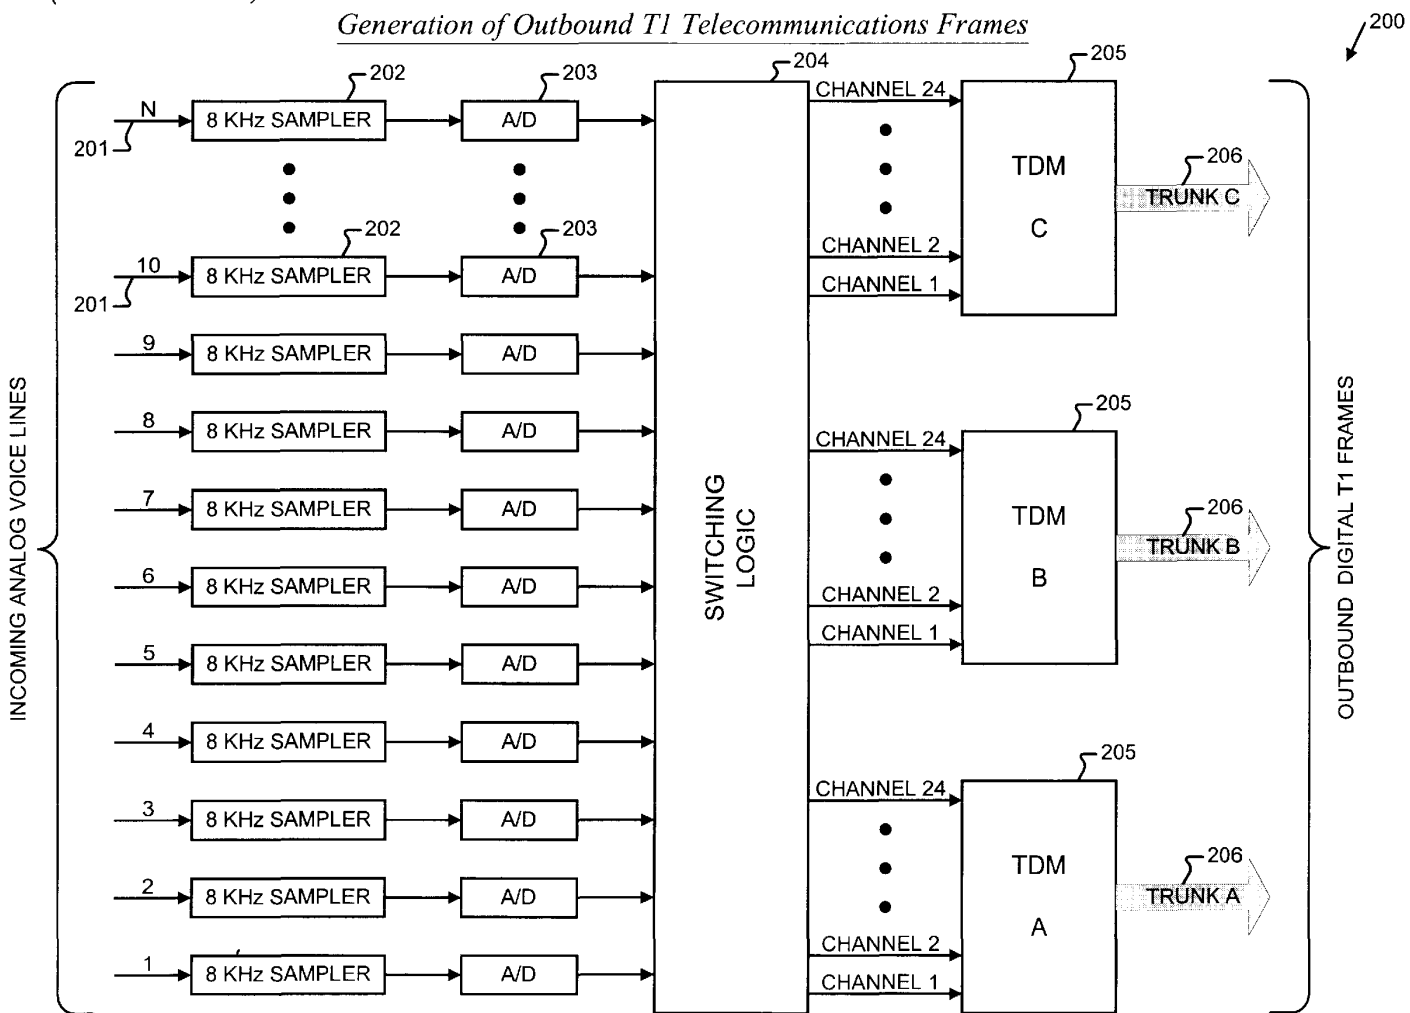 Generation of Outbound T1 Telecommunications Frames
200
202
203
204
205
N
8 KHz SAMPLER
A/D
CHANNEL 24
201
TDM
C
206
TRUNK C
202
203
CHANNEL 2
10
8 KHz SAMPLER
A/D
CHANNEL 1
201
9
8 KHz SAMPLER
A/D
8
8 KHz SAMPLER
A/D
205
CHANNEL 24
7
8 KHz SAMPLER
A/D
TDM
B
206
TRUNK B
6
8 KHz SAMPLER
A/D
CHANNEL 2
5
8 KHz SAMPLER
A/D
CHANNEL 1
4
8 KHz SAMPLER
A/D
205
CHANNEL 24
3
8 KHz SAMPLER
A/D
TDM
A
206
TRUNK A
2
8 KHz SAMPLER
A/D
CHANNEL 2
1
8 KHz SAMPLER
A/D
CHANNEL 1
INCOMING ANALOG VOICE LINES
SWITCHING
LOGIC
OUTBOUND DIGITAL T1 FRAMES